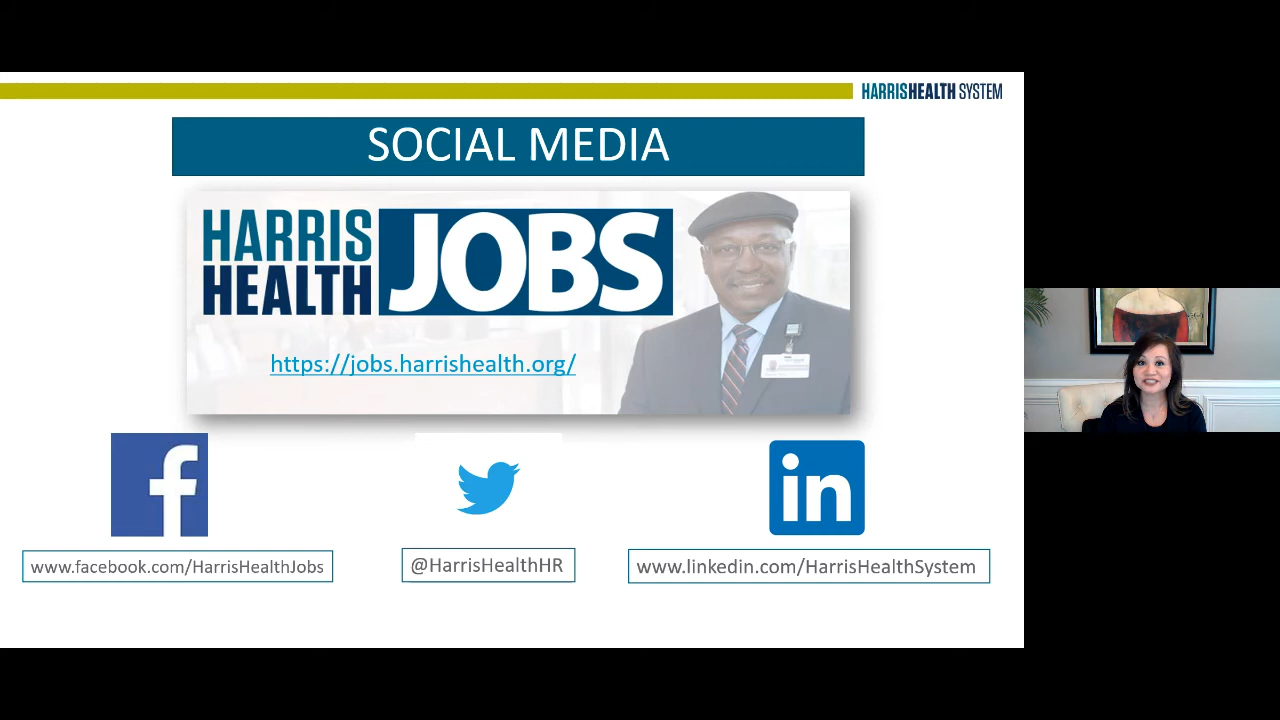 HARRISHEALTH SYSTEM
SOCIAL MEDIA
HARRIS
HEALTH
JOBS
https://jobs.harrishealth.org/
f
in
www.facebook.com/HarrisHealthJobs
@HarrisHealthHR
www.linkedin.com/HarrisHealthSystem